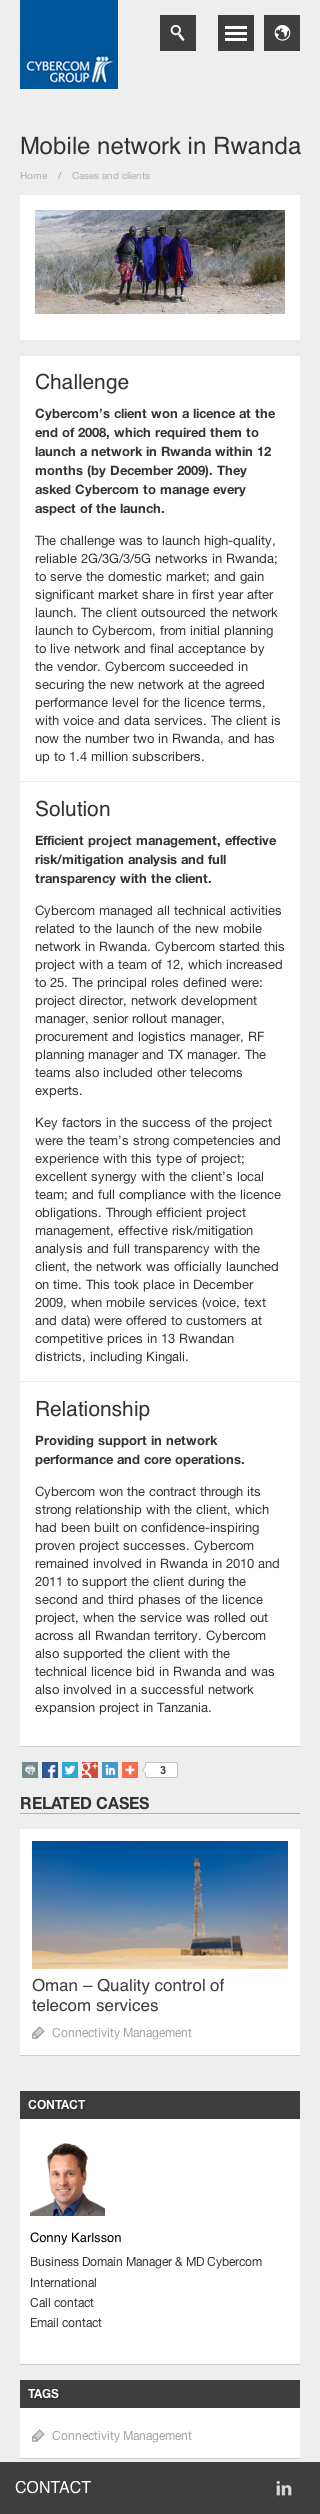 CYBERCOM
GROUP
Mobile network in Rwanda
Home / Cases and clients
Challenge
Cybercom's client won a licence at the
end of 2008, which required them to
launch a network in Rwanda within 12
months (by December 2009). They
asked Cybercom to manage every
aspect of the launch.
The challenge was to launch high-quality,
reliable 2G/3G/3/5G networks in Rwanda;
to serve the domestic market; and gain
significant market share in first year after
launch. The client outsourced the network
launch to Cybercom, from initial planning
to live network and final acceptance by
the vendor. Cybercom succeeded in
securing the new network at the agreed
performance level for the licence terms,
with voice and data services. The client is
now the number two in Rwanda, and has
up to 1.4 million subscribers.
Solution
Efficient project management, effective
risk/mitigation analysis and full
transparency with the client.
Cybercom managed all technical activities
related to the launch of the new mobile
network in Rwanda. Cybercom started this
project with a team of 12, which increased
to 25. The principal roles defined were:
project director, network development
manager, senior rollout manager,
procurement and logistics manager, RF
planning manager and TX manager. The
teams also included other telecoms
experts.
Key factors in the success of the project
were the team's strong competencies and
experience with this type of project;
excellent synergy with the client's local
team; and full compliance with the licence
obligations. Through efficient project
management, effective risk/mitigation
analysis and full transparency with the
client, the network was officially launched
on time. This took place in December
2009, when mobile services (voice, text
and data) were offered to customers at
competitive prices in 13 Rwandan
districts, including Kingali.
Relationship
Providing support in network
performance and core operations.
Cybercom won the contract through its
strong relationship with the client, which
had been built on confidence-inspiring
proven project successes. Cybercom
remained involved in Rwanda in 2010 and
2011 to support the client during the
second and third phases of the licence
project, when the service was rolled out
across all Rwandan territory. Cybercom
also supported the client with the
technical licence bid in Rwanda and was
also involved in a successful network
expansion project in Tanzania.
3
RELATED CASES
Oman – Quality control of
telecom services
Connectivity Management
CONTACT
Conny Karlsson
Business Domain Manager & MD Cybercom
International
Call contact
Email contact
TAGS
Connectivity Management
CONTACT